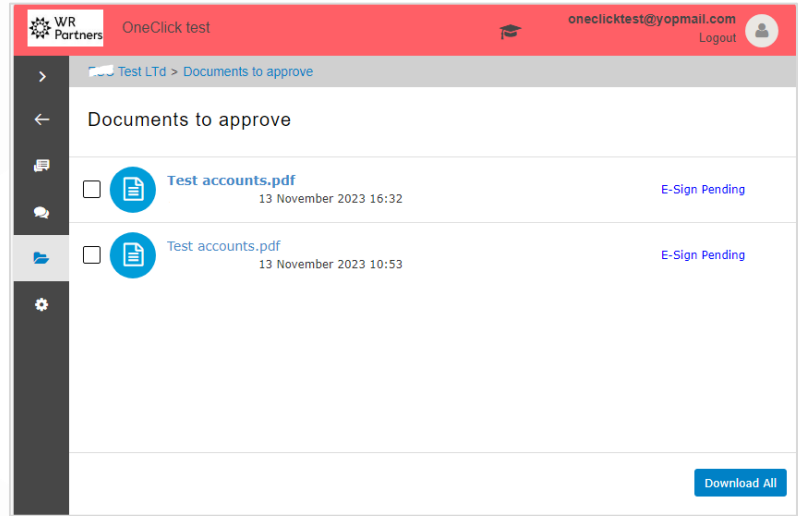 WR
Partners
OneClick test
oneclicktest@yopmail.com
Logout
Test LTd > Documents to approve
Documents to approve
Test accounts.pdf
13 November 2023 16:32
E-Sign Pending
Test accounts.pdf
13 November 2023 10:53
E-Sign Pending
Download All